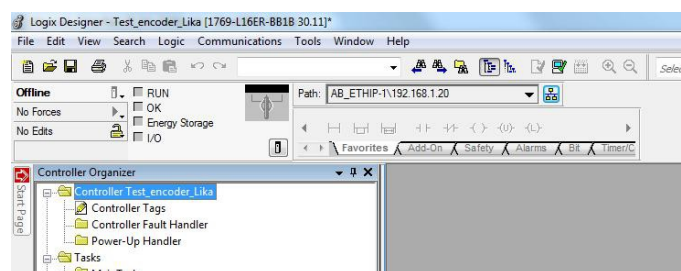 Logix Designer - Test_encoder_Lika [1769-L16ER-BB1B 30.11]*
File Edit View Search Logic Communications Tools Window Help
Selec
Offline RUN Path: AB_ETHIP-1\192.168.1.20
No Forces OK
Energy Storage
No Edits I/O
Favorites Add-On Safety Alarms Bit Timer/C
Start Page
Controller Organizer
Controller Test_encoder_Lika
Controller Tags
Controller Fault Handler
Power-Up Handler
Tasks